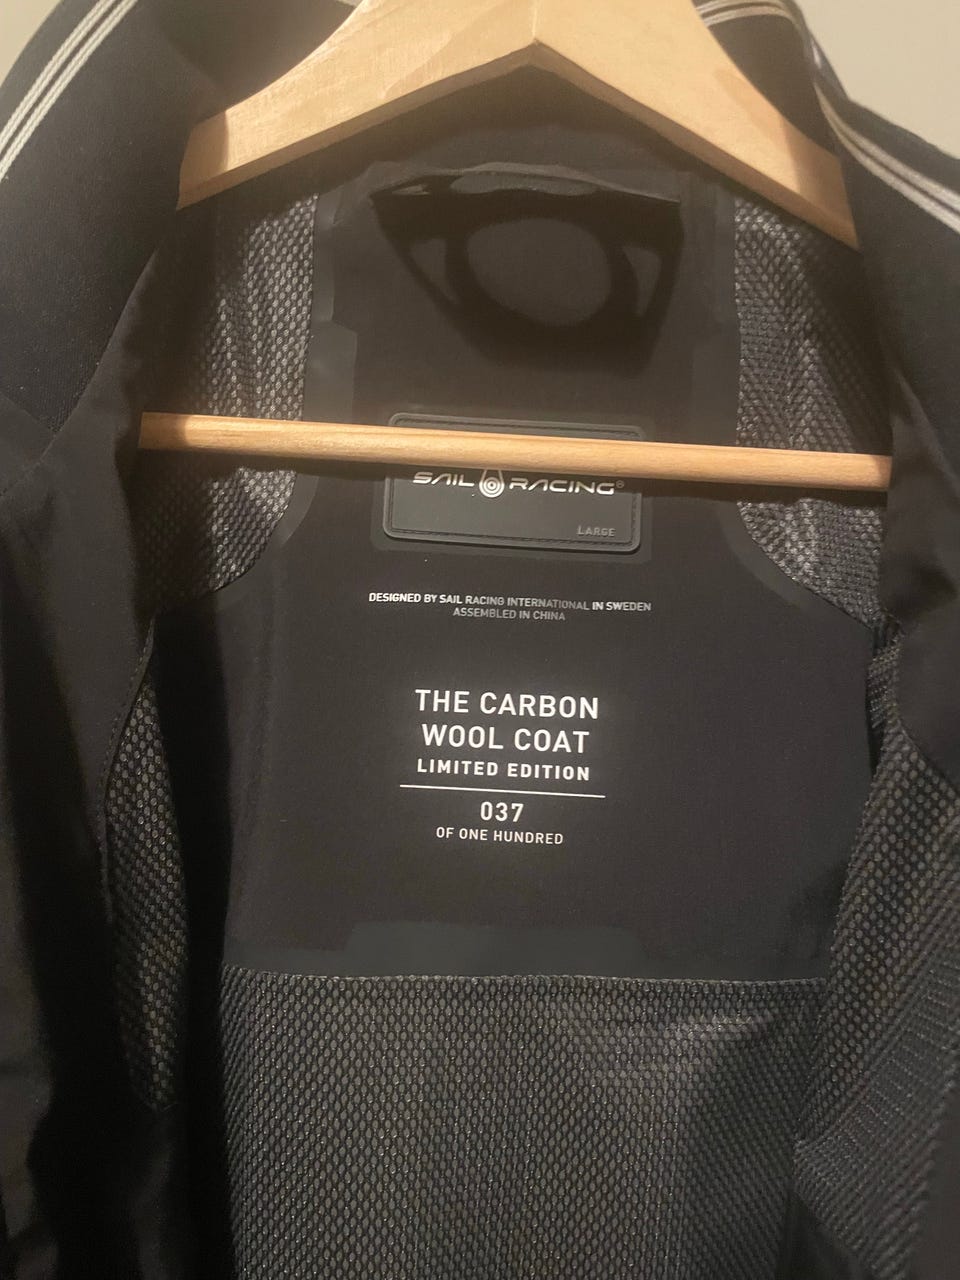 SAIL RACING®
LARGE
DESIGNED BY SAIL RACING INTERNATIONAL IN SWEDEN
ASSEMBLED IN CHINA
THE CARBON
WOOL COAT
LIMITED EDITION
037
OF ONE HUNDRED